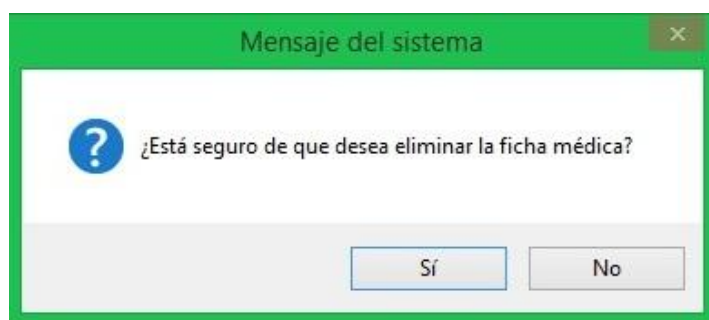 Mensaje del sistema
¿Está seguro de que desea eliminar la ficha médica?
Sí No